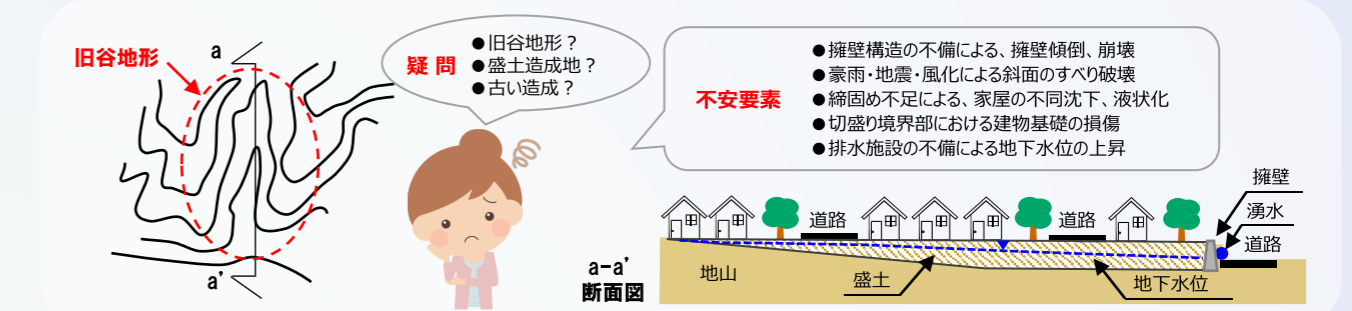 旧谷地形
a
a'
疑 問
●旧谷地形？
●盛土造成地？
●古い造成？
不安要素
●擁壁構造の不備による、擁壁傾倒、崩壊
●豪雨・地震・風化による斜面のすべり破壊
●締固め不足による、家屋の不同沈下、液状化
●切盛り境界部における建物基礎の損傷
●排水施設の不備による地下水位の上昇
a-a'
断面図
道路
道路
擁壁
湧水
道路
地山
盛土
地下水位